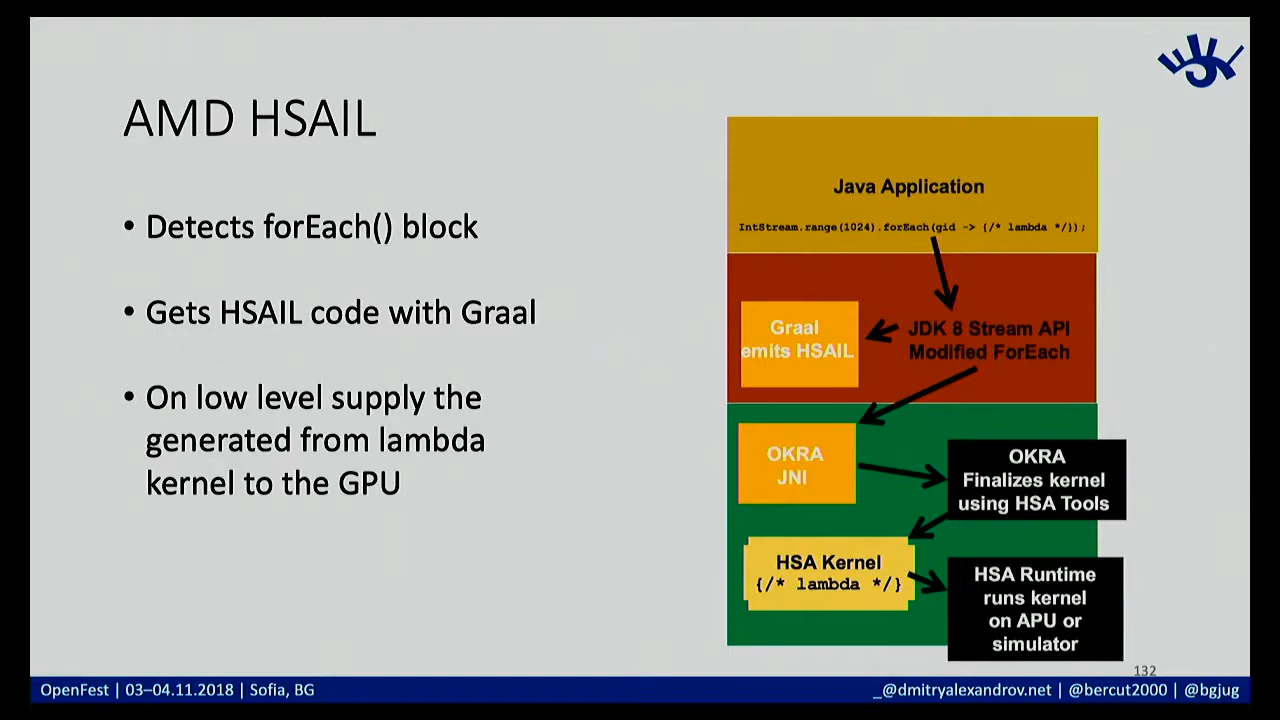 AMD HSAIL
• Detects forEach() block
• Gets HSAIL code with Graal
• On low level supply the
generated from lambda
kernel to the GPU
Java Application
IntStream.range(1024).forEach(gid -> {/* lambda */});
Graal
emits HSAIL
JDK 8 Stream API
Modified ForEach
OKRA
JNI
OKRA
Finalizes kernel
using HSA Tools
HSA Kernel
{/* lambda */}
HSA Runtime
runs kernel
on APU or
simulator
132
OpenFest | 03–04.11.2018 | Sofia, BG
_@dmitryalexandrov.net | @bercut2000 | @bgjug